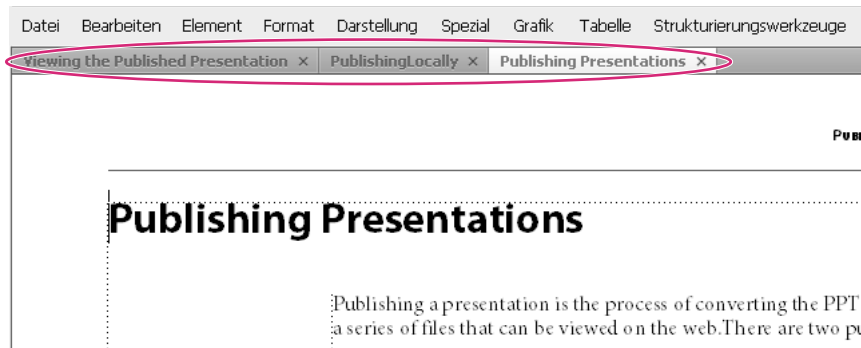 Datei Bearbeiten Element Format Darstellung Spezial Grafik Tabelle Strukturierungswerkzeuge
Viewing the Published Presentation × PublishingLocally × Publishing Presentations ×
Publishing Presentations
Publishing a presentation is the process of converting the PPT
a series of files that can be viewed on the web.There are two